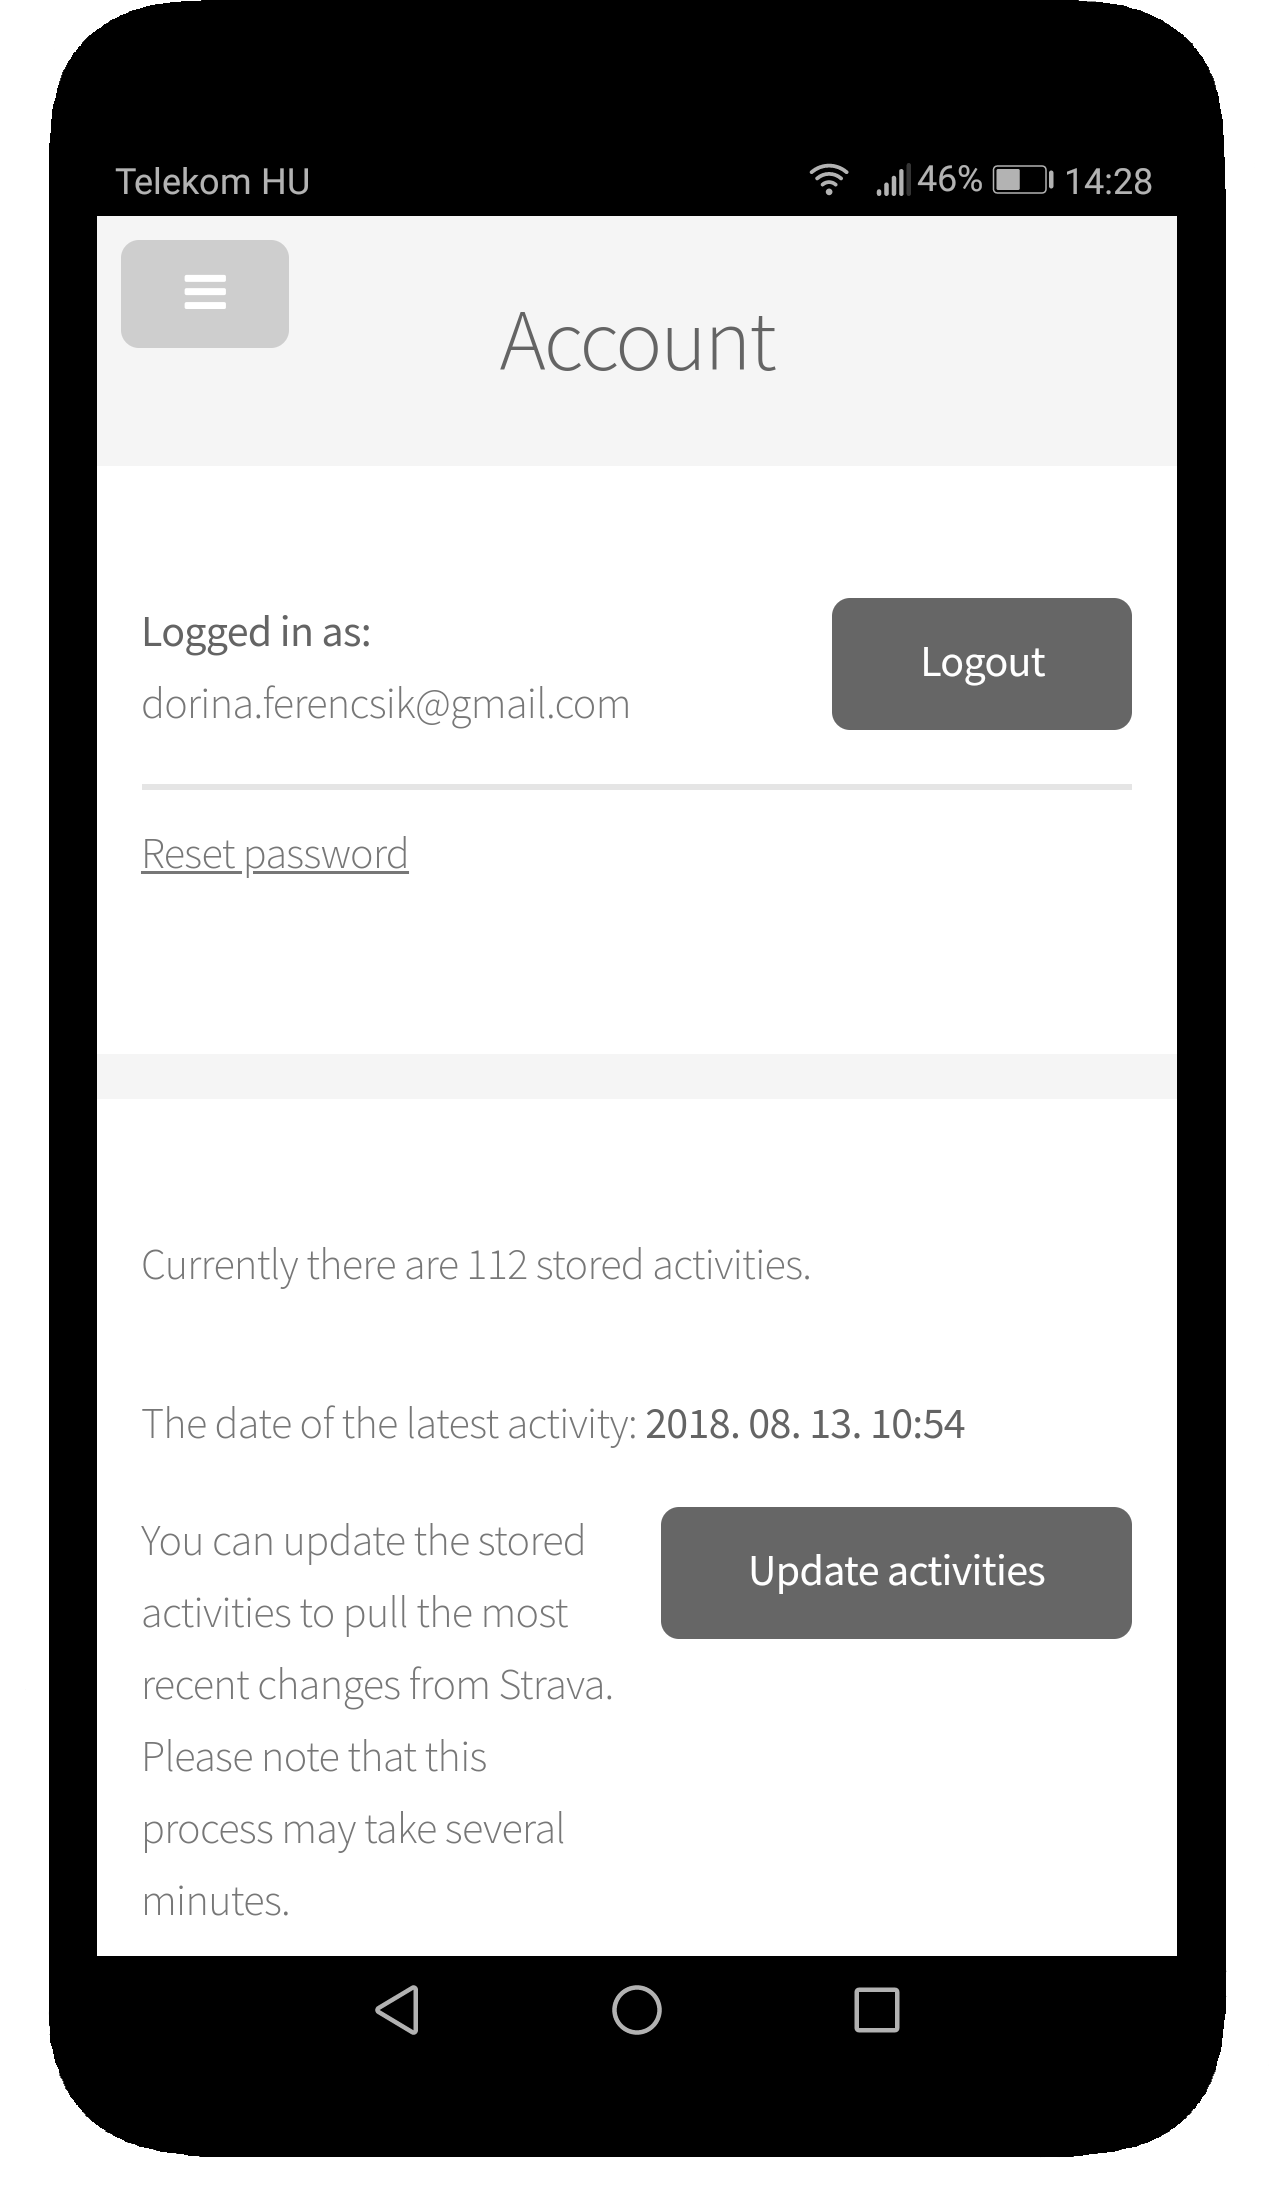 Telekom HU 46% 14:28
Account
Logged in as:
dorina.ferencsik@gmail.com
Logout
Reset password
Currently there are 112 stored activities.
The date of the latest activity: 2018. 08. 13. 10:54
You can update the stored
activities to pull the most
recent changes from Strava.
Please note that this
process may take several
minutes.
Update activities